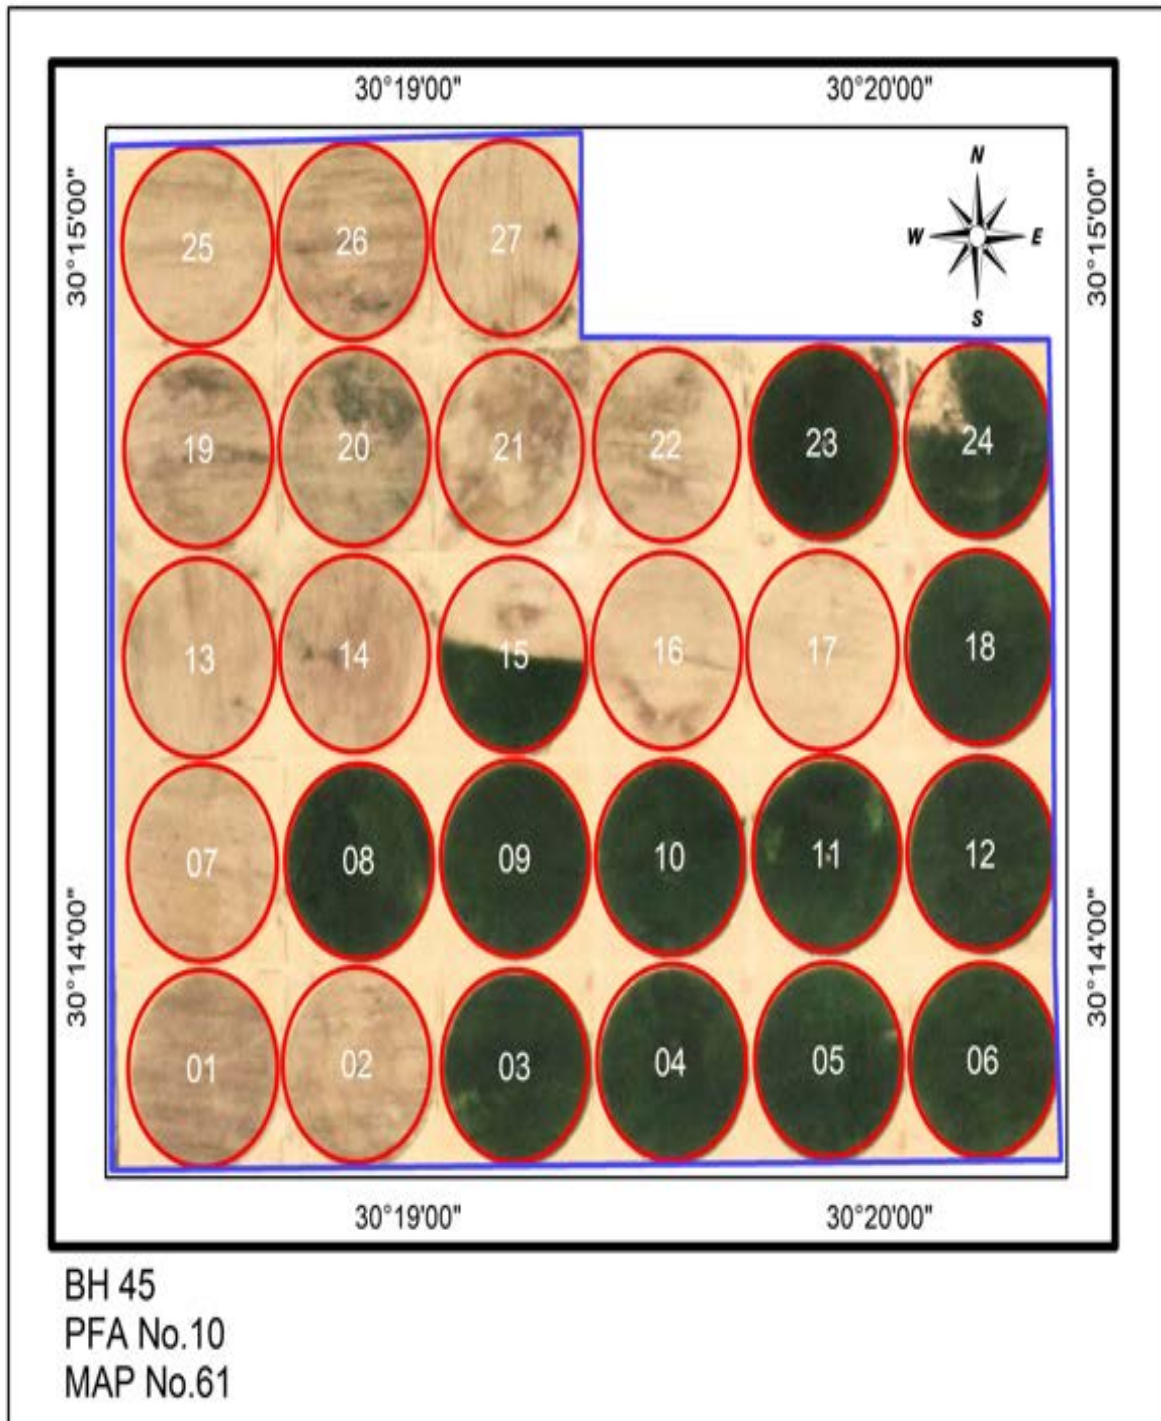 30°19'00" 30°20'00"
30°15'00" 30°15'00"
N
W E
S
25 26 27
19 20 21 22 23 24
13 14 15 16 17 18
07 08 09 10 11 12
30°14'00" 30°14'00"
01 02 03 04 05 06
30°19'00" 30°20'00"
BH 45
PFA No.10
MAP No.61